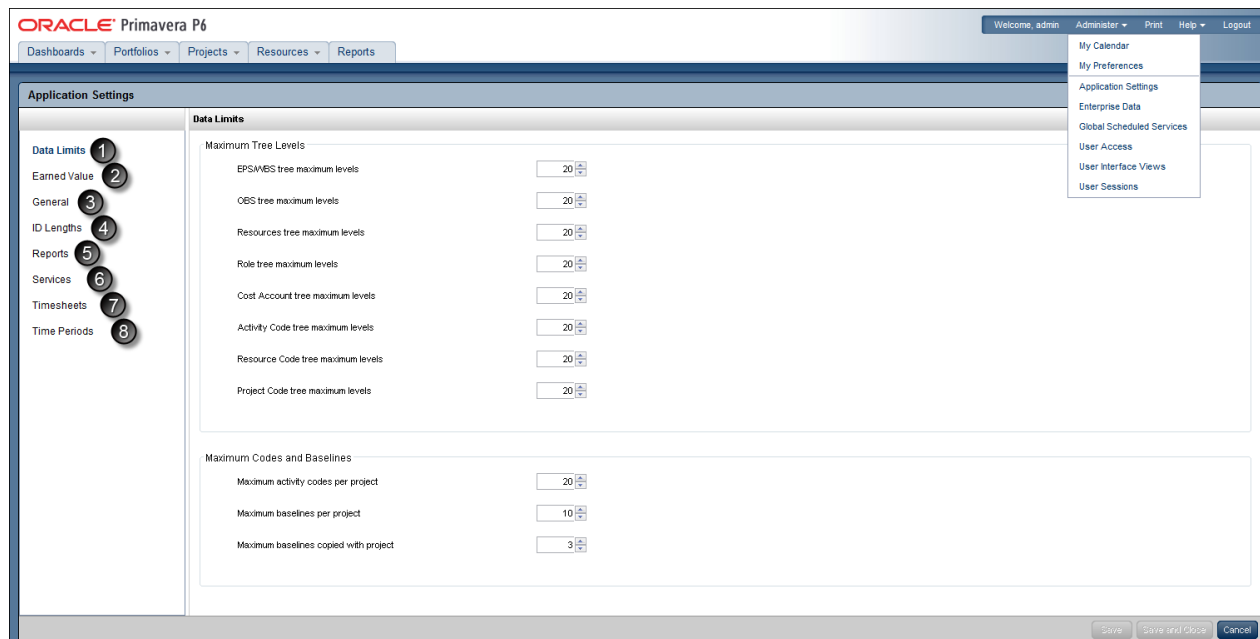 ORACLE Primavera P6
Welcome, admin Administer Print Help Logout
Dashboards Portfolios Projects Resources Reports
My Calendar
My Preferences
Application Settings
Enterprise Data
Global Scheduled Services
User Access
User Interface Views
User Sessions
Application Settings
Data Limits 1
Earned Value 2
General 3
ID Lengths 4
Reports 5
Services 6
Timesheets 7
Time Periods 8
Data Limits
Maximum Tree Levels
EPS/WBS tree maximum levels 20
OBS tree maximum levels 20
Resources tree maximum levels 20
Role tree maximum levels 20
Cost Account tree maximum levels 20
Activity Code tree maximum levels 20
Resource Code tree maximum levels 20
Project Code tree maximum levels 20
Maximum Codes and Baselines
Maximum activity codes per project 20
Maximum baselines per project 10
Maximum baselines copied with project 3
Save Save and Close Cancel